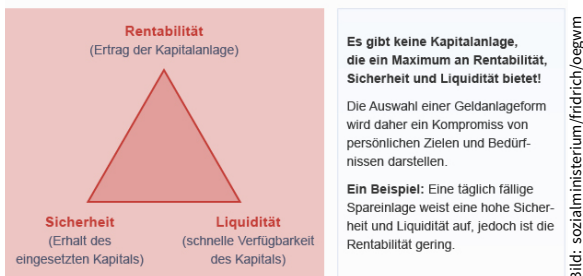 Rentabilität
(Ertrag der Kapitalanlage)
Sicherheit
(Erhalt des
eingesetzten Kapitals)
Liquidität
(schnelle Verfügbarkeit
des Kapitals)
Es gibt keine Kapitalanlage,
die ein Maximum an Rentabilität,
Sicherheit und Liquidität bietet!
Die Auswahl einer Geldanlageform
wird daher ein Kompromiss von
persönlichen Zielen und Bedürf-
nissen darstellen.
Ein Beispiel: Eine täglich fällige
Spareinlage weist eine hohe Sicher-
heit und Liquidität auf, jedoch ist die
Rentabilität gering.
Bild: sozialministerium/fridrich/oegwm